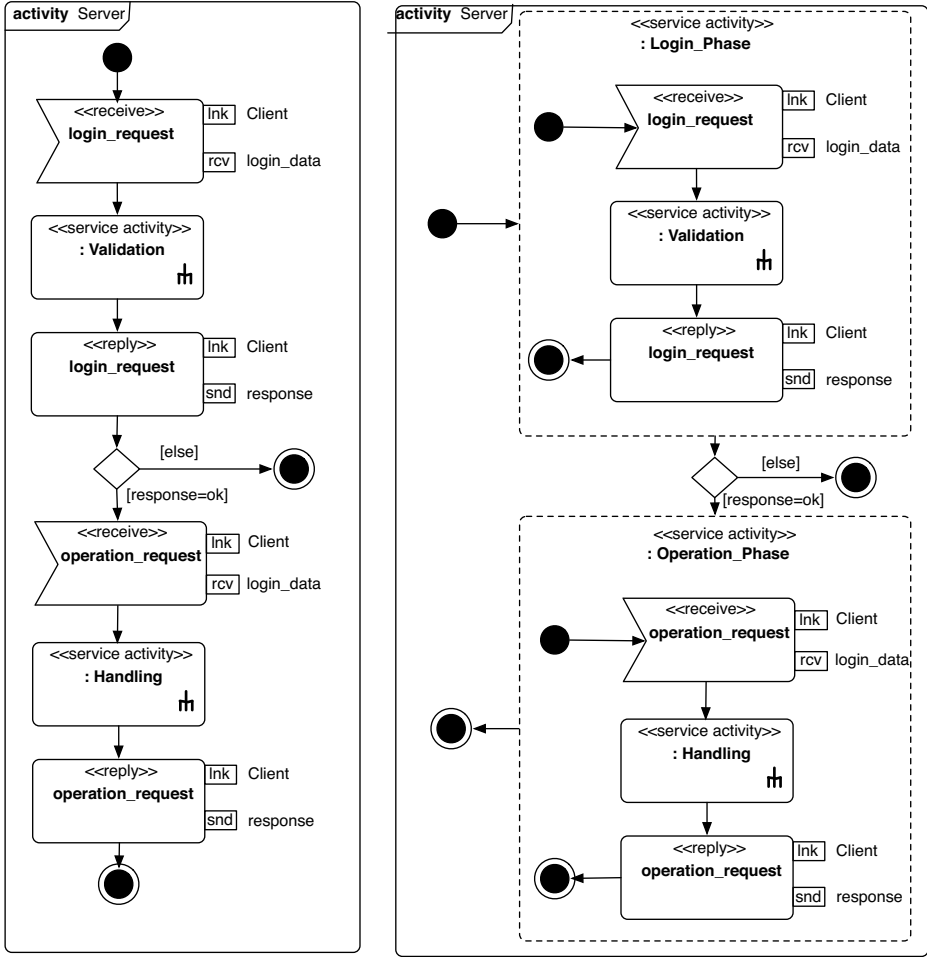 activity Server
<<receive>>
login_request
lnk Client
rcv login_data
<<service activity>>
: Validation
<<reply>>
login_request
lnk Client
snd response
[else]
[response=ok]
<<receive>>
operation_request
lnk Client
rcv login_data
<<service activity>>
: Handling
<<reply>>
operation_request
lnk Client
snd response
activity Server
<<service activity>>
: Login_Phase
<<receive>>
login_request
lnk Client
rcv login_data
<<service activity>>
: Validation
<<reply>>
login_request
lnk Client
snd response
[else]
[response=ok]
<<service activity>>
: Operation_Phase
<<receive>>
operation_request
lnk Client
rcv login_data
<<service activity>>
: Handling
<<reply>>
operation_request
lnk Client
snd response